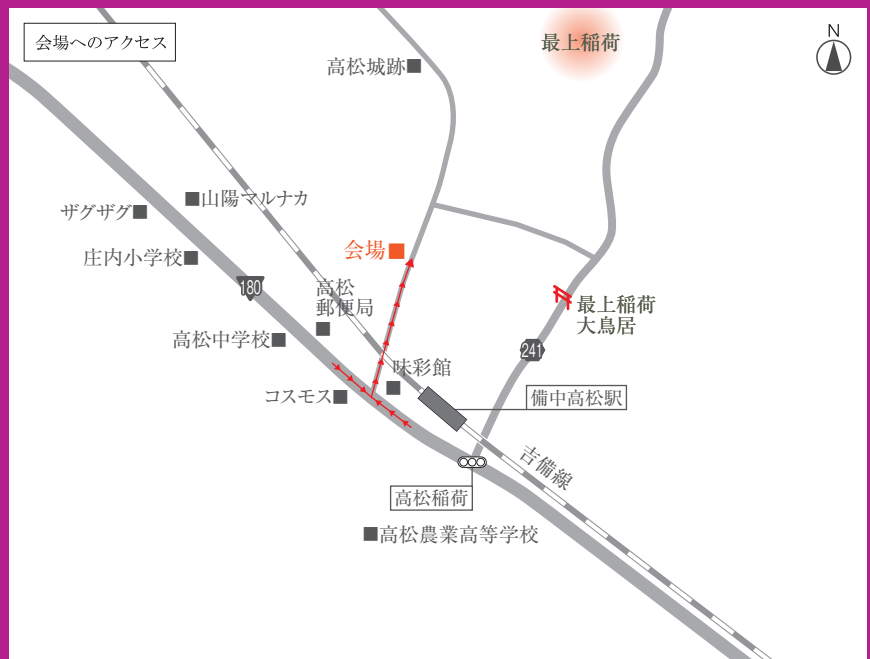 会場へのアクセス
N
最上稲荷
高松城跡
山陽マルナカ
ザグザグ
会場
庄内小学校
180
高松
郵便局
最上稲荷
大鳥居
高松中学校
241
味彩館
コスモス
備中高松駅
吉備線
高松稲荷
高松農業高等学校